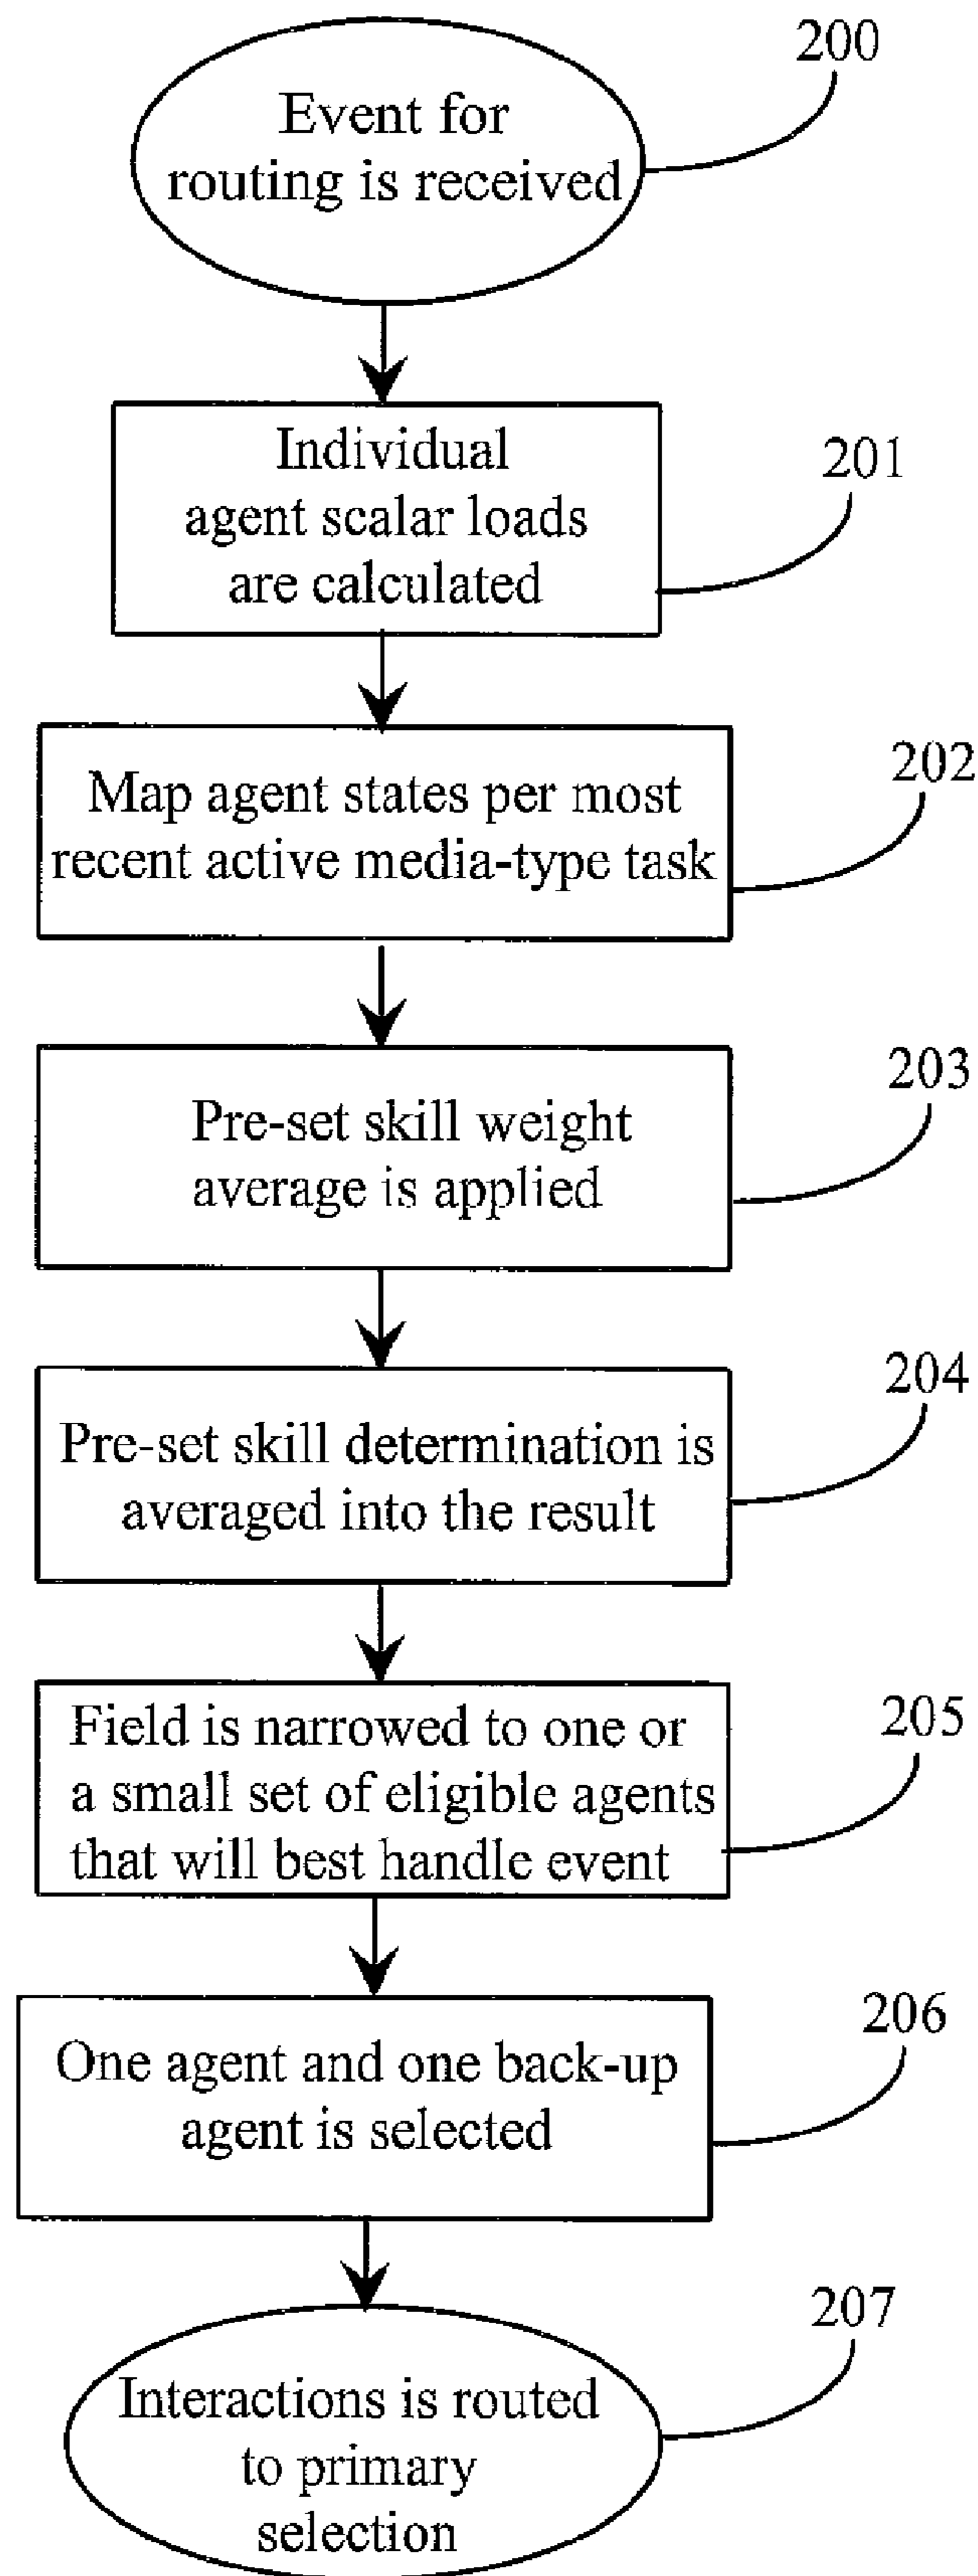 200
Event for
routing is received
201
Individual
agent scalar loads
are calculated
202
Map agent states per most
recent active media-type task
203
Pre-set skill weight
average is applied
204
Pre-set skill determination is
averaged into the result
205
Field is narrowed to one or
a small set of eligible agents
that will best handle event
206
One agent and one back-up
agent is selected
207
Interactions is routed
to primary
selection